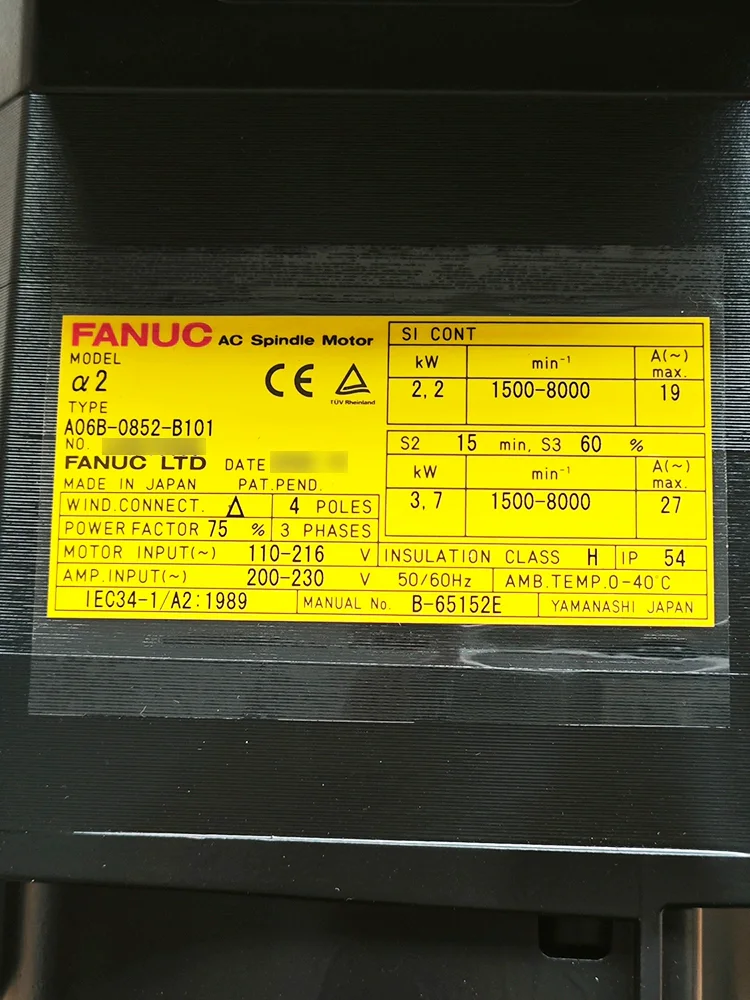 FANUC AC Spindle Motor
MODEL
α2
TYPE
A06B-0852-B101
NO.
FANUC LTD DATE
MADE IN JAPAN PAT.PEND.
CE
TÜV Rheinland
SI CONT
kW min⁻¹ A(~) max.
2,2 1500-8000 19
S2 15 min, S3 60 %
kW min⁻¹ A(~) max.
3,7 1500-8000 27
WIND.CONNECT. Δ 4 POLES
POWER FACTOR 75 % 3 PHASES
MOTOR INPUT(~) 110-216 V INSULATION CLASS H IP 54
AMP.INPUT(~) 200-230 V 50/60Hz AMB.TEMP.0-40°C
IEC34-1/A2:1989 MANUAL No. B-65152E YAMANASHI JAPAN